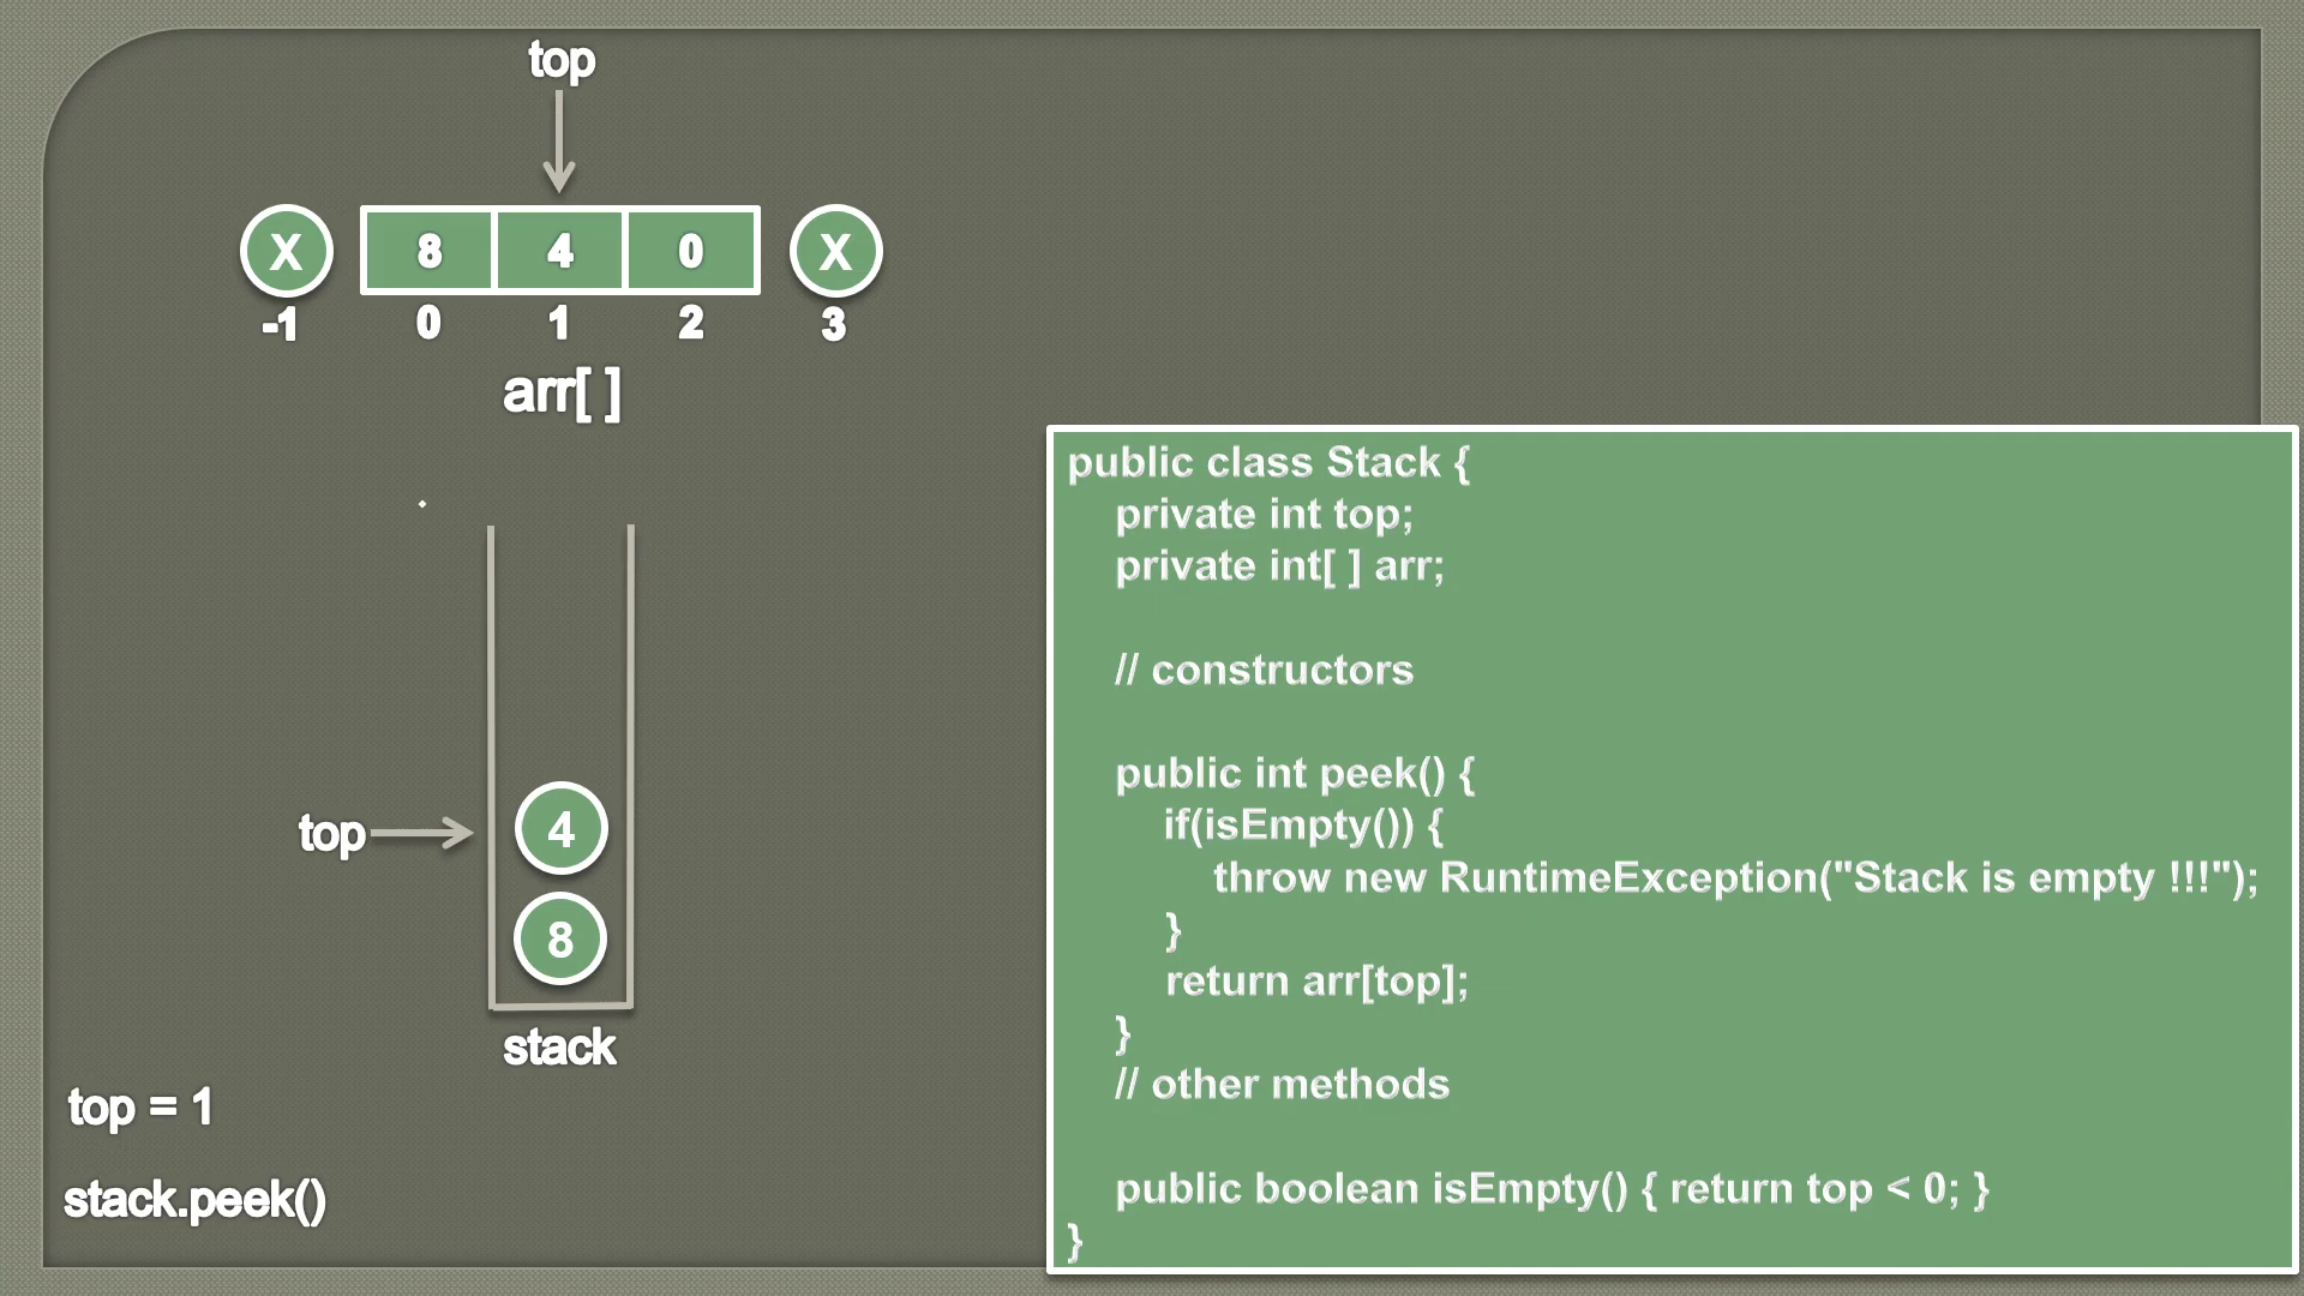 top
X 8 4 0 X
-1 0 1 2 3
arr[ ]
top
4
8
stack
top = 1
stack.peek()
public class Stack {
private int top;
private int[ ] arr;
// constructors
public int peek() {
if(isEmpty()) {
throw new RuntimeException("Stack is empty !!!");
}
return arr[top];
}
// other methods
public boolean isEmpty() { return top < 0; }
}